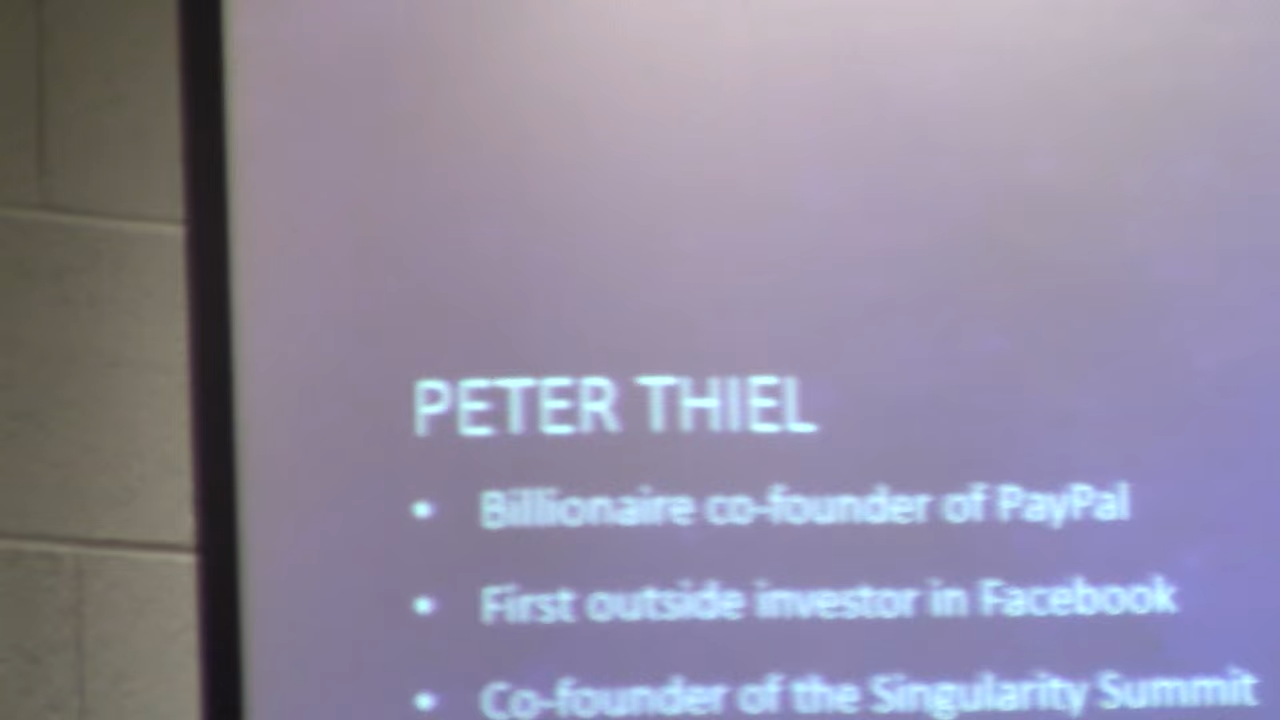 PETER THIEL
• Billionaire co-founder of PayPal
• First outside investor in Facebook
• Co-founder of the Singularity Summit